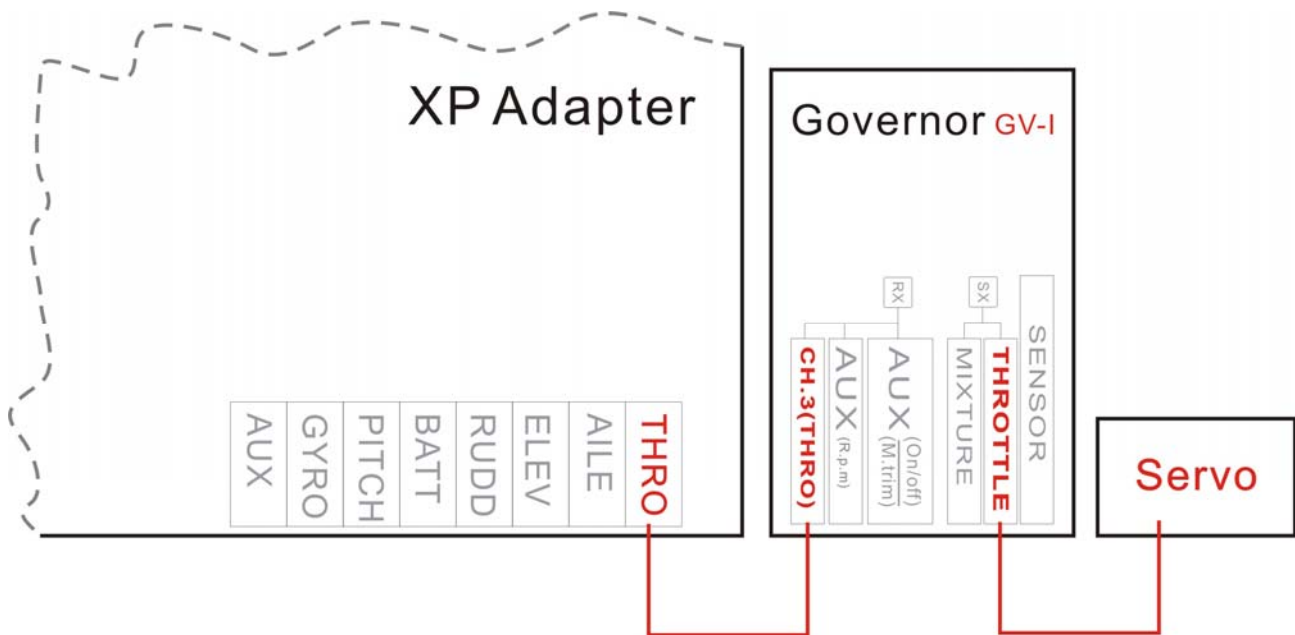 XP Adapter
Governor GV-I
RX
SX
AUX
GYRO
PITCH
BATT
RUDD
ELEV
AILE
THRO
CH.3(THRO)
AUX (R.p.m)
AUX (On/off)
(M.trim)
MIXTURE
THROTTLE
SENSOR
Servo